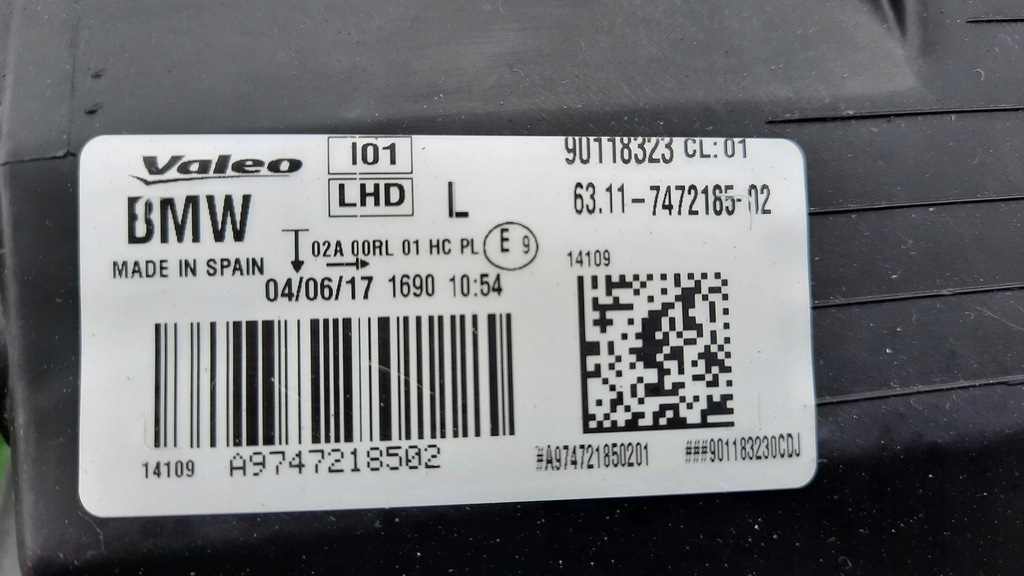 Valeo
I01
90118323 CL:01
BMW
LHD
L
63.11-7472185-02
MADE IN SPAIN
02A 00RL 01 HC PL
E 9
04/06/17 1690 10:54
14109
14109
A9747218502
#A974721850201
###901183230CDJ